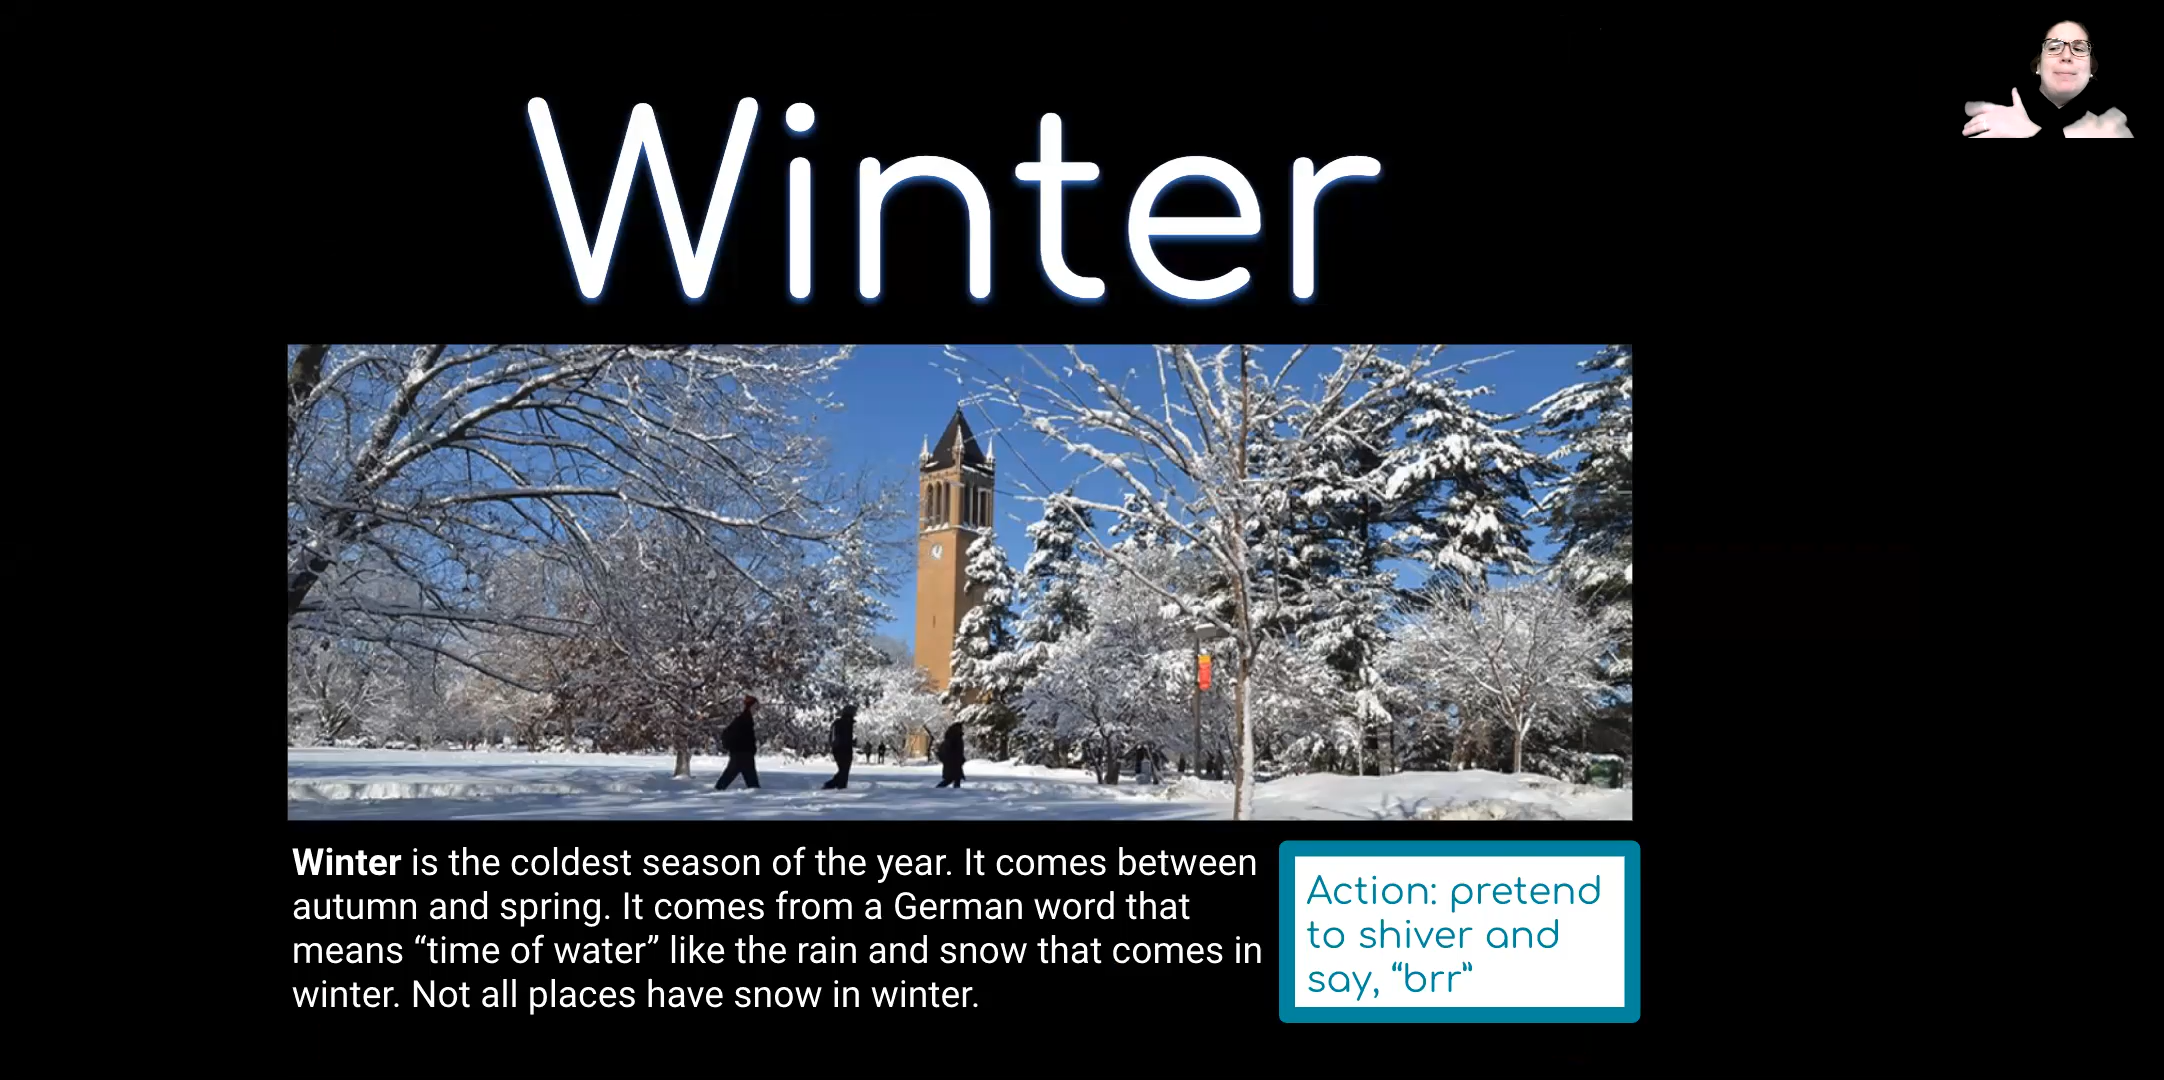 Winter
Winter is the coldest season of the year. It comes between
autumn and spring. It comes from a German word that
means “time of water” like the rain and snow that comes in
winter. Not all places have snow in winter.
Action: pretend
to shiver and
say, “brr”